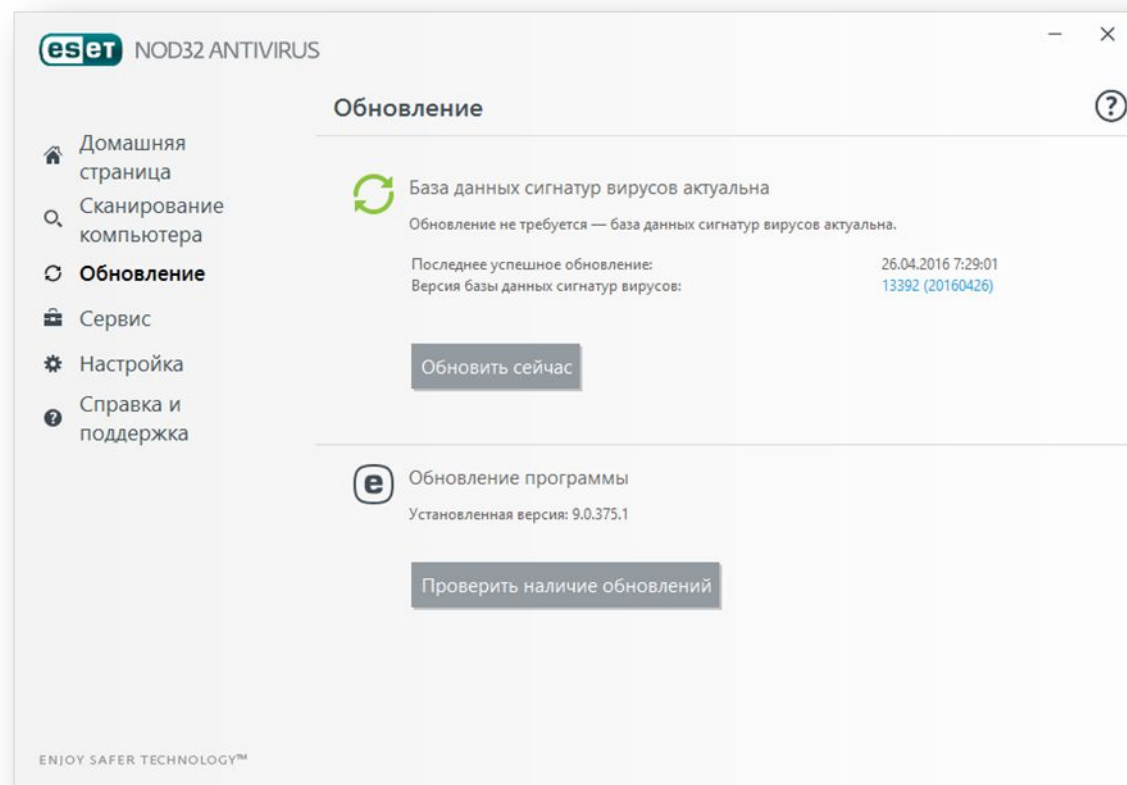 eset NOD32 ANTIVIRUS
Обновление
Домашняя
страница
Сканирование
компьютера
Обновление
Сервис
Настройка
Справка и
поддержка
База данных сигнатур вирусов актуальна
Обновление не требуется — база данных сигнатур вирусов актуальна.
Последнее успешное обновление: 26.04.2016 7:29:01
Версия базы данных сигнатур вирусов: 13392 (20160426)
Обновить сейчас
Обновление программы
Установленная версия: 9.0.375.1
Проверить наличие обновлений
ENJOY SAFER TECHNOLOGY™